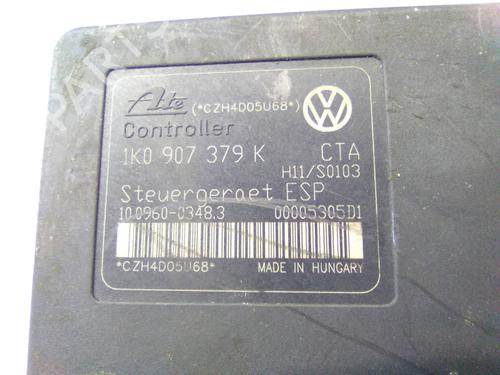 Ate (*CZH4D05U68*)
Controller
1K0 907 379 K CTA
H11/S0103
Steuergeraet ESP
10.0960-0348.3 00005305D1
*CZH4D05U68* MADE IN HUNGARY